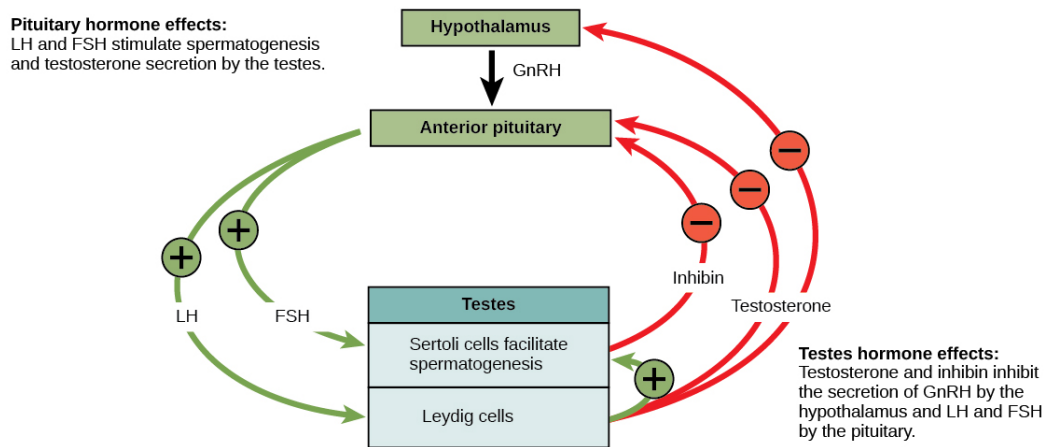 Pituitary hormone effects:
LH and FSH stimulate spermatogenesis
and testosterone secretion by the testes.
Hypothalamus
GnRH
Anterior pituitary
+
+
−
−
−
LH
FSH
Inhibin
Testosterone
Testes
Sertoli cells facilitate
spermatogenesis
Leydig cells
+
Testes hormone effects:
Testosterone and inhibin inhibit
the secretion of GnRH by the
hypothalamus and LH and FSH
by the pituitary.